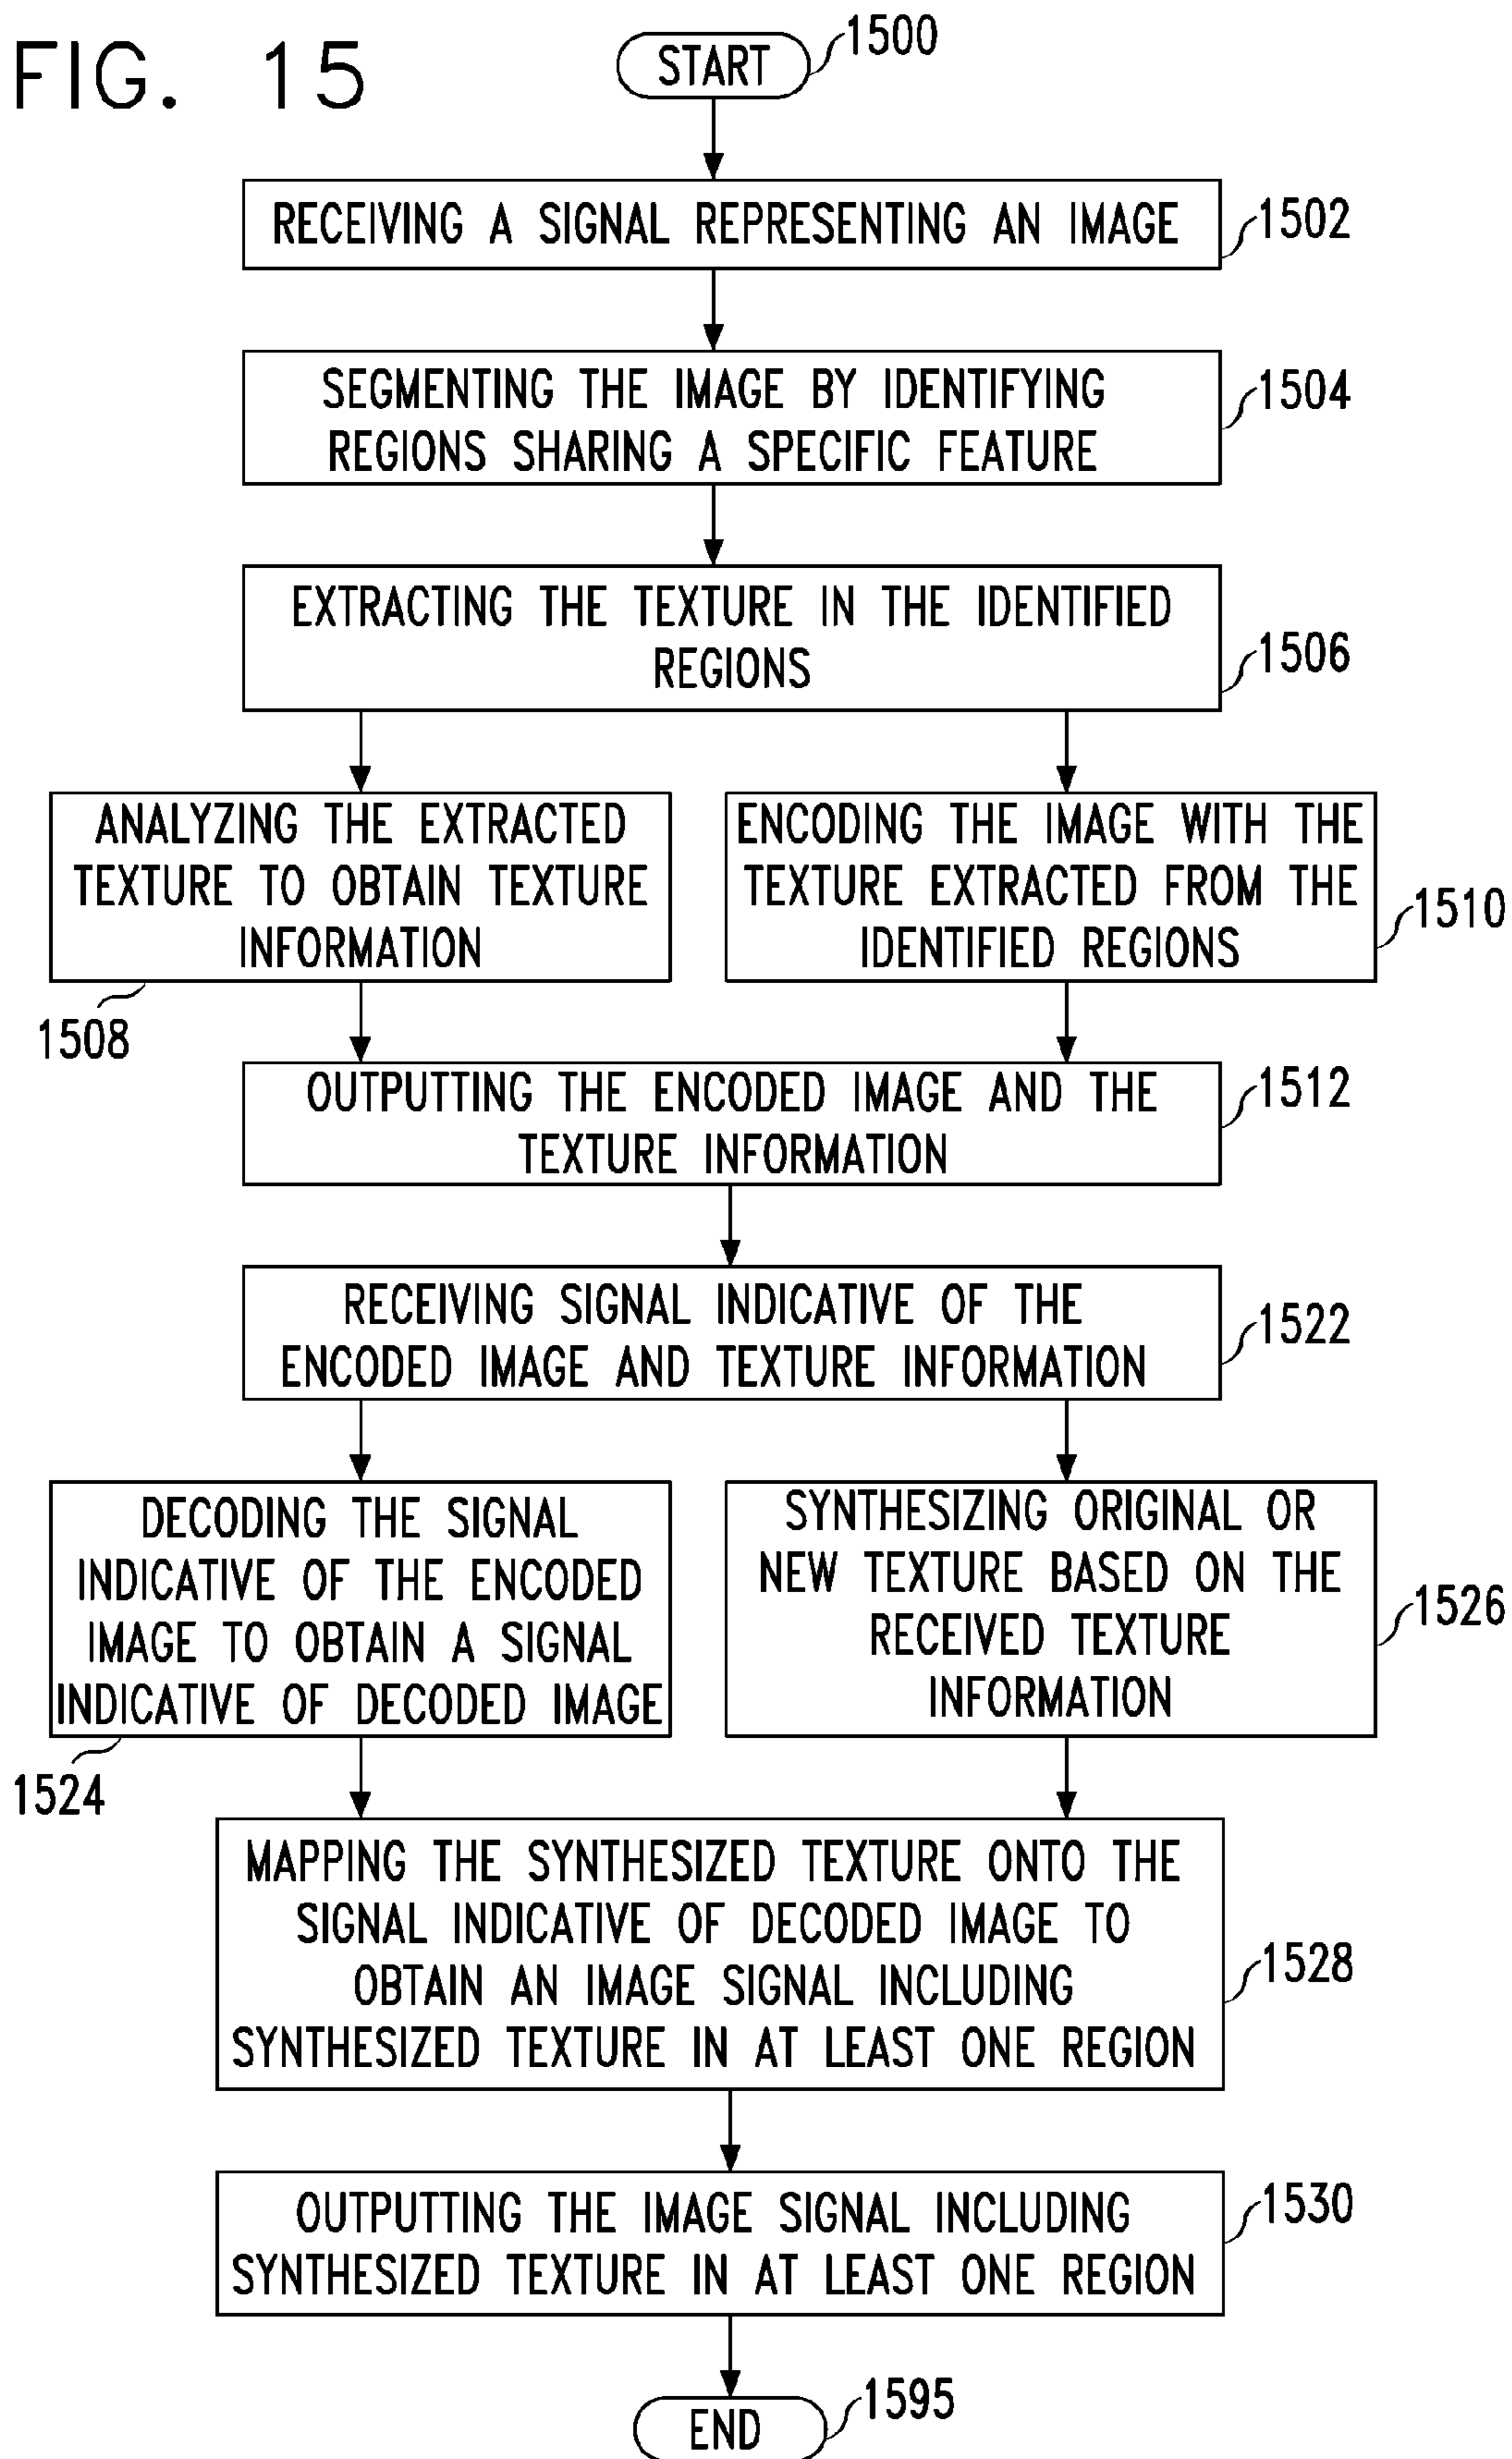 FIG. 15
START
1500
RECEIVING A SIGNAL REPRESENTING AN IMAGE
1502
SEGMENTING THE IMAGE BY IDENTIFYING
REGIONS SHARING A SPECIFIC FEATURE
1504
EXTRACTING THE TEXTURE IN THE IDENTIFIED
REGIONS
1506
ANALYZING THE EXTRACTED
TEXTURE TO OBTAIN TEXTURE
INFORMATION
1508
ENCODING THE IMAGE WITH THE
TEXTURE EXTRACTED FROM THE
IDENTIFIED REGIONS
1510
OUTPUTTING THE ENCODED IMAGE AND THE
TEXTURE INFORMATION
1512
RECEIVING SIGNAL INDICATIVE OF THE
ENCODED IMAGE AND TEXTURE INFORMATION
1522
DECODING THE SIGNAL
INDICATIVE OF THE ENCODED
IMAGE TO OBTAIN A SIGNAL
INDICATIVE OF DECODED IMAGE
1524
SYNTHESIZING ORIGINAL OR
NEW TEXTURE BASED ON THE
RECEIVED TEXTURE
INFORMATION
1526
MAPPING THE SYNTHESIZED TEXTURE ONTO THE
SIGNAL INDICATIVE OF DECODED IMAGE TO
OBTAIN AN IMAGE SIGNAL INCLUDING
SYNTHESIZED TEXTURE IN AT LEAST ONE REGION
1528
OUTPUTTING THE IMAGE SIGNAL INCLUDING
SYNTHESIZED TEXTURE IN AT LEAST ONE REGION
1530
END
1595